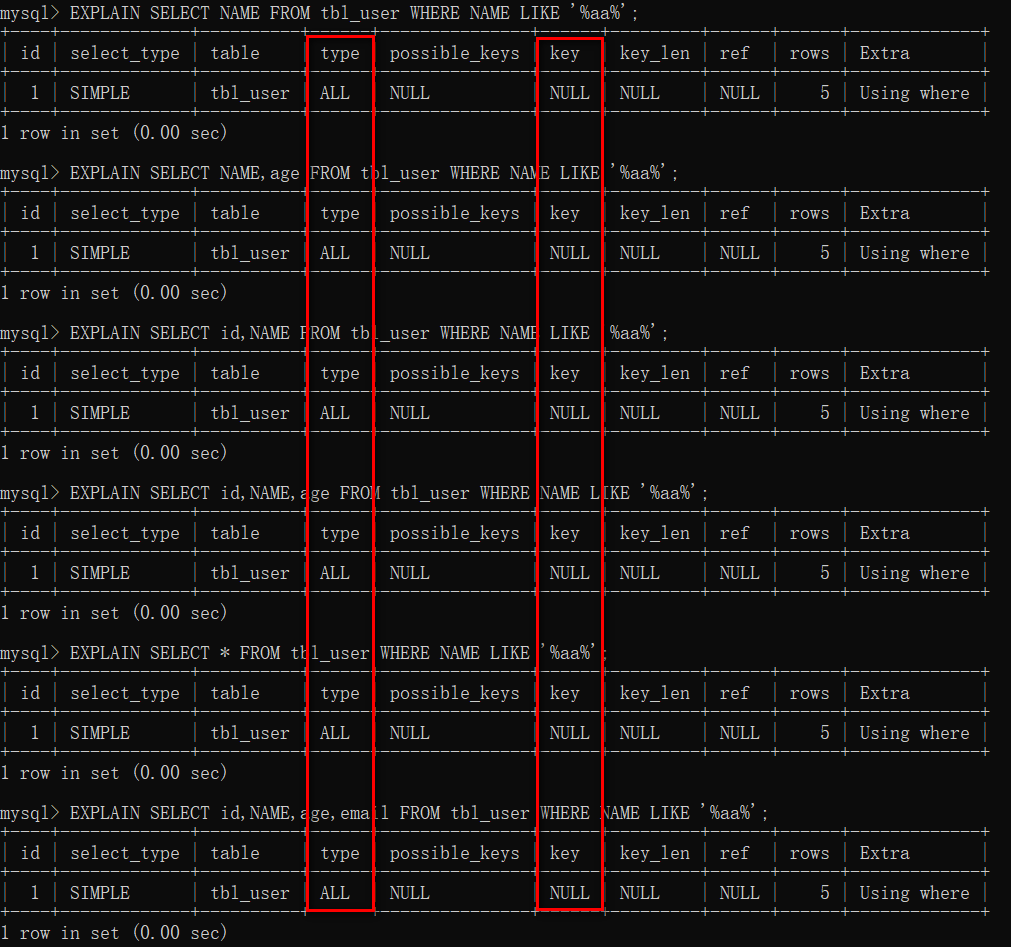 mysql> EXPLAIN SELECT NAME FROM tbl_user WHERE NAME LIKE '%aa%';
| id | select_type | table | type | possible_keys | key | key_len | ref | rows | Extra |
| 1 | SIMPLE | tbl_user | ALL | NULL | NULL | NULL | NULL | 5 | Using where |
1 row in set (0.00 sec)
mysql> EXPLAIN SELECT NAME,age FROM tbl_user WHERE NAME LIKE '%aa%';
| id | select_type | table | type | possible_keys | key | key_len | ref | rows | Extra |
| 1 | SIMPLE | tbl_user | ALL | NULL | NULL | NULL | NULL | 5 | Using where |
1 row in set (0.00 sec)
mysql> EXPLAIN SELECT id,NAME FROM tbl_user WHERE NAME LIKE '%aa%';
| id | select_type | table | type | possible_keys | key | key_len | ref | rows | Extra |
| 1 | SIMPLE | tbl_user | ALL | NULL | NULL | NULL | NULL | 5 | Using where |
1 row in set (0.00 sec)
mysql> EXPLAIN SELECT id,NAME,age FROM tbl_user WHERE NAME LIKE '%aa%';
| id | select_type | table | type | possible_keys | key | key_len | ref | rows | Extra |
| 1 | SIMPLE | tbl_user | ALL | NULL | NULL | NULL | NULL | 5 | Using where |
1 row in set (0.00 sec)
mysql> EXPLAIN SELECT * FROM tbl_user WHERE NAME LIKE '%aa%';
| id | select_type | table | type | possible_keys | key | key_len | ref | rows | Extra |
| 1 | SIMPLE | tbl_user | ALL | NULL | NULL | NULL | NULL | 5 | Using where |
1 row in set (0.00 sec)
mysql> EXPLAIN SELECT id,NAME,age,email FROM tbl_user WHERE NAME LIKE '%aa%';
| id | select_type | table | type | possible_keys | key | key_len | ref | rows | Extra |
| 1 | SIMPLE | tbl_user | ALL | NULL | NULL | NULL | NULL | 5 | Using where |
1 row in set (0.00 sec)